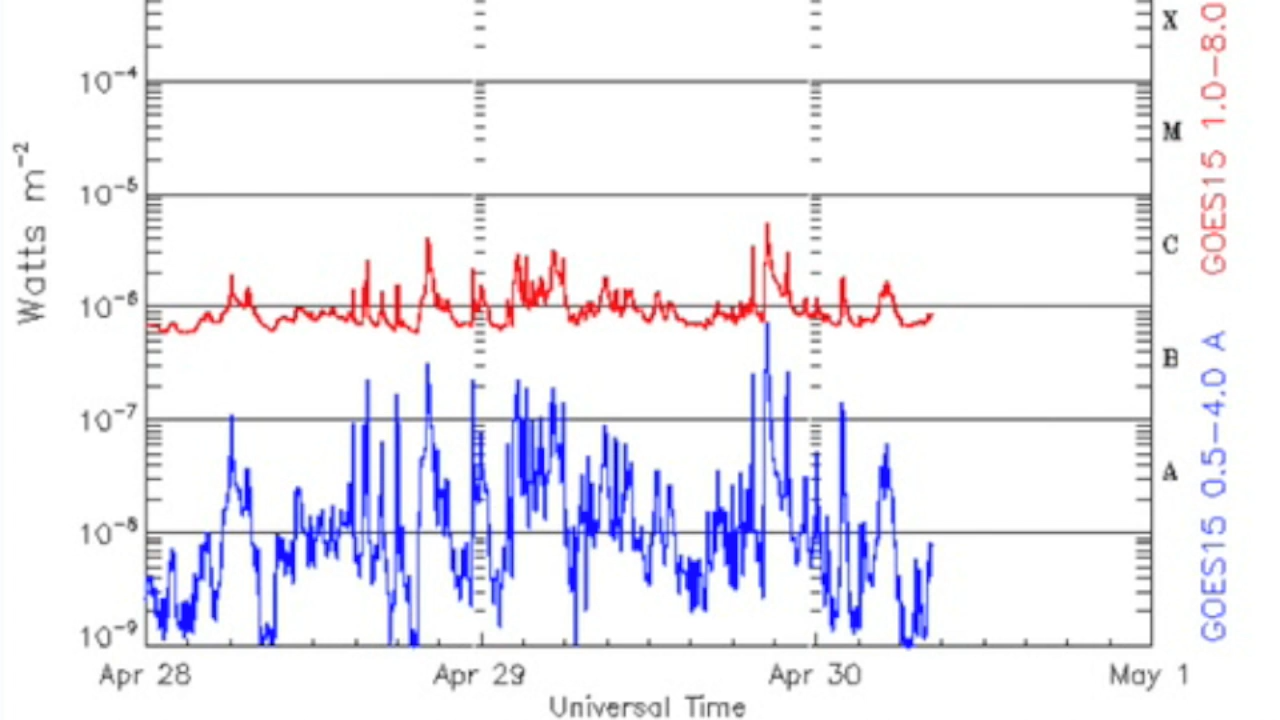 X
10-4
M
10-5
C
10-6
B
10-7
A
10-8
10-9
Watts m-2
Apr 28
Apr 29
Apr 30
May 1
Universal Time
GOES15 1.0-8.0
GOES15 0.5-4.0 A